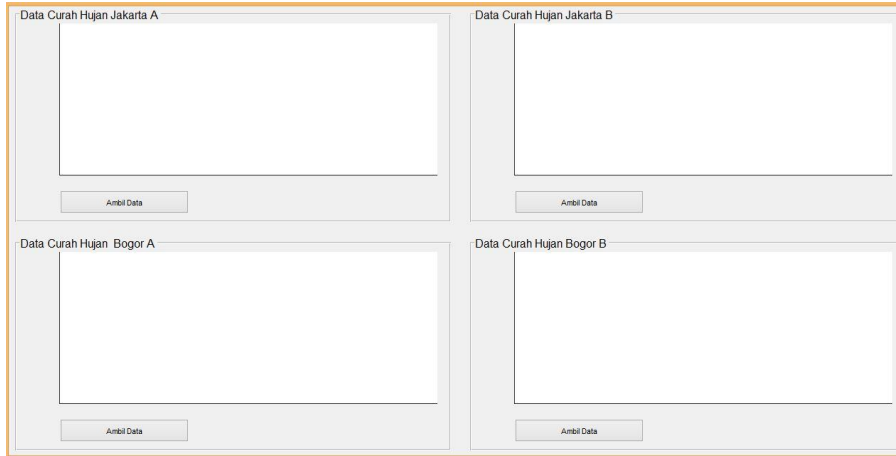 Data Curah Hujan Jakarta A
Ambil Data
Data Curah Hujan Jakarta B
Ambil Data
Data Curah Hujan Bogor A
Ambil Data
Data Curah Hujan Bogor B
Ambil Data